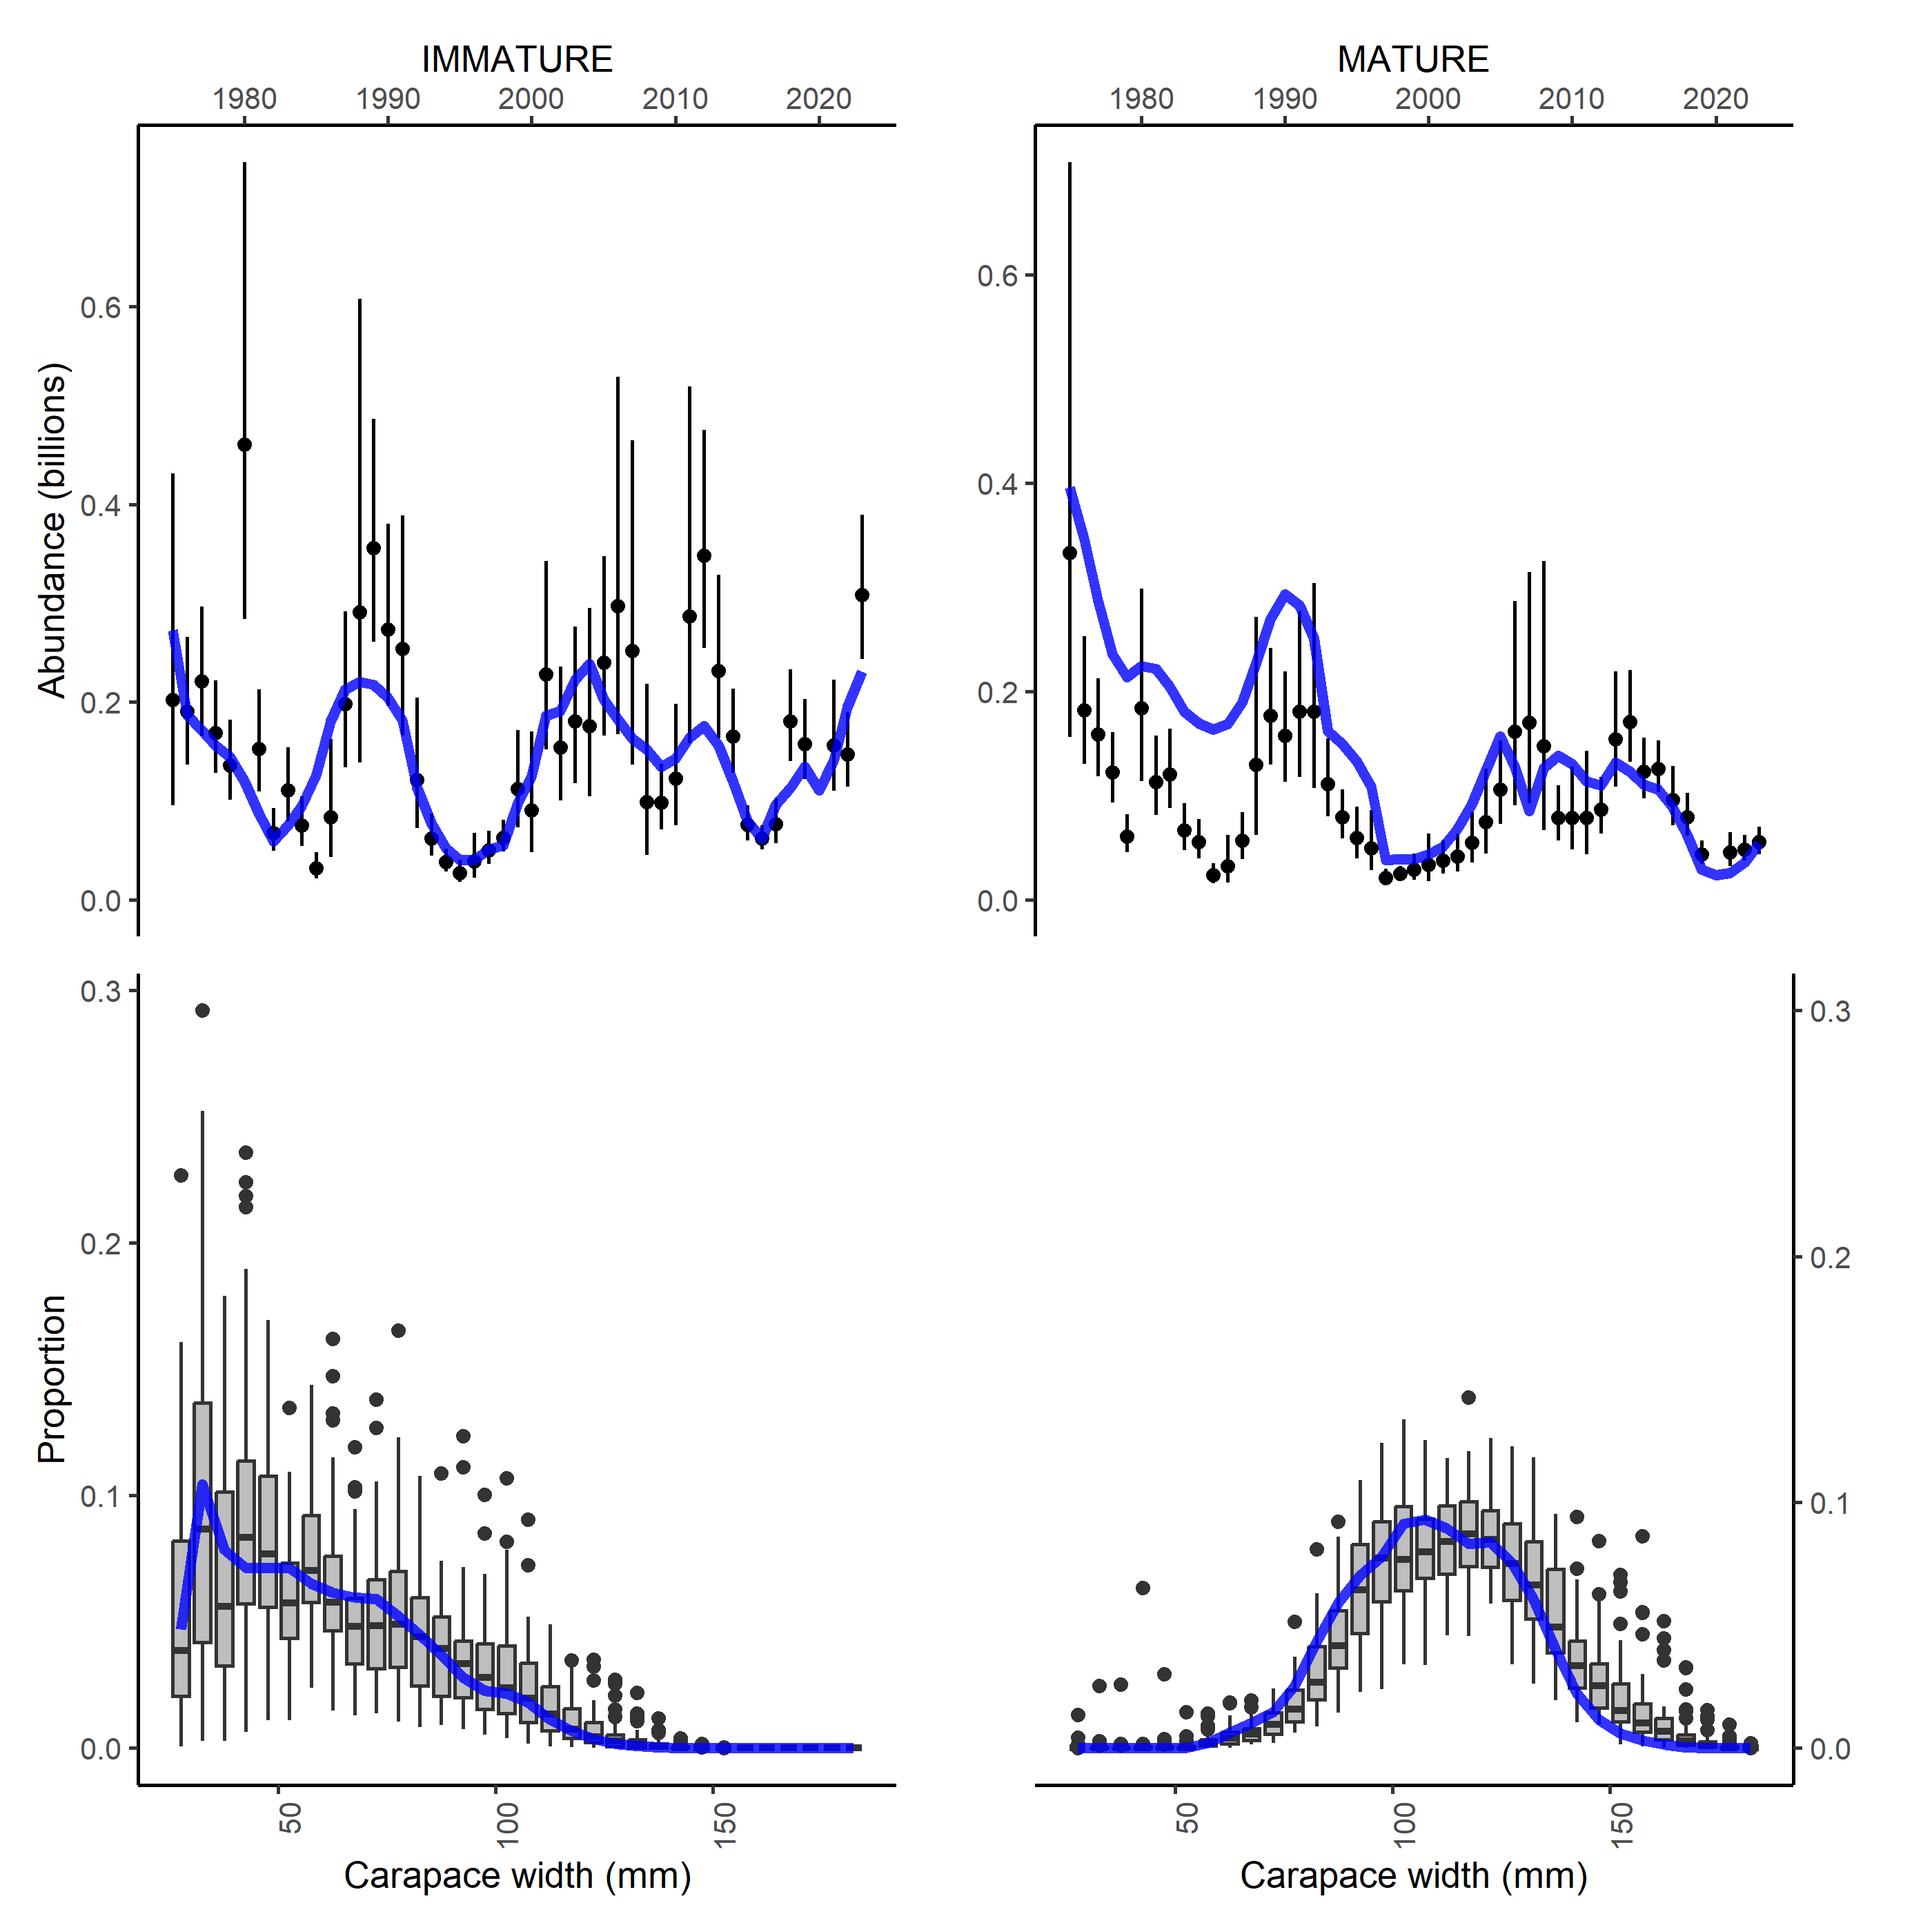 IMMATURE MATURE
1980 1990 2000 2010 2020 1980 1990 2000 2010 2020
Abundance (billions)
0.6 0.6
0.4 0.4
0.2 0.2
0.0 0.0
Proportion
0.3 0.3
0.2 0.2
0.1 0.1
0.0 0.0
50 100 150 50 100 150
Carapace width (mm) Carapace width (mm)